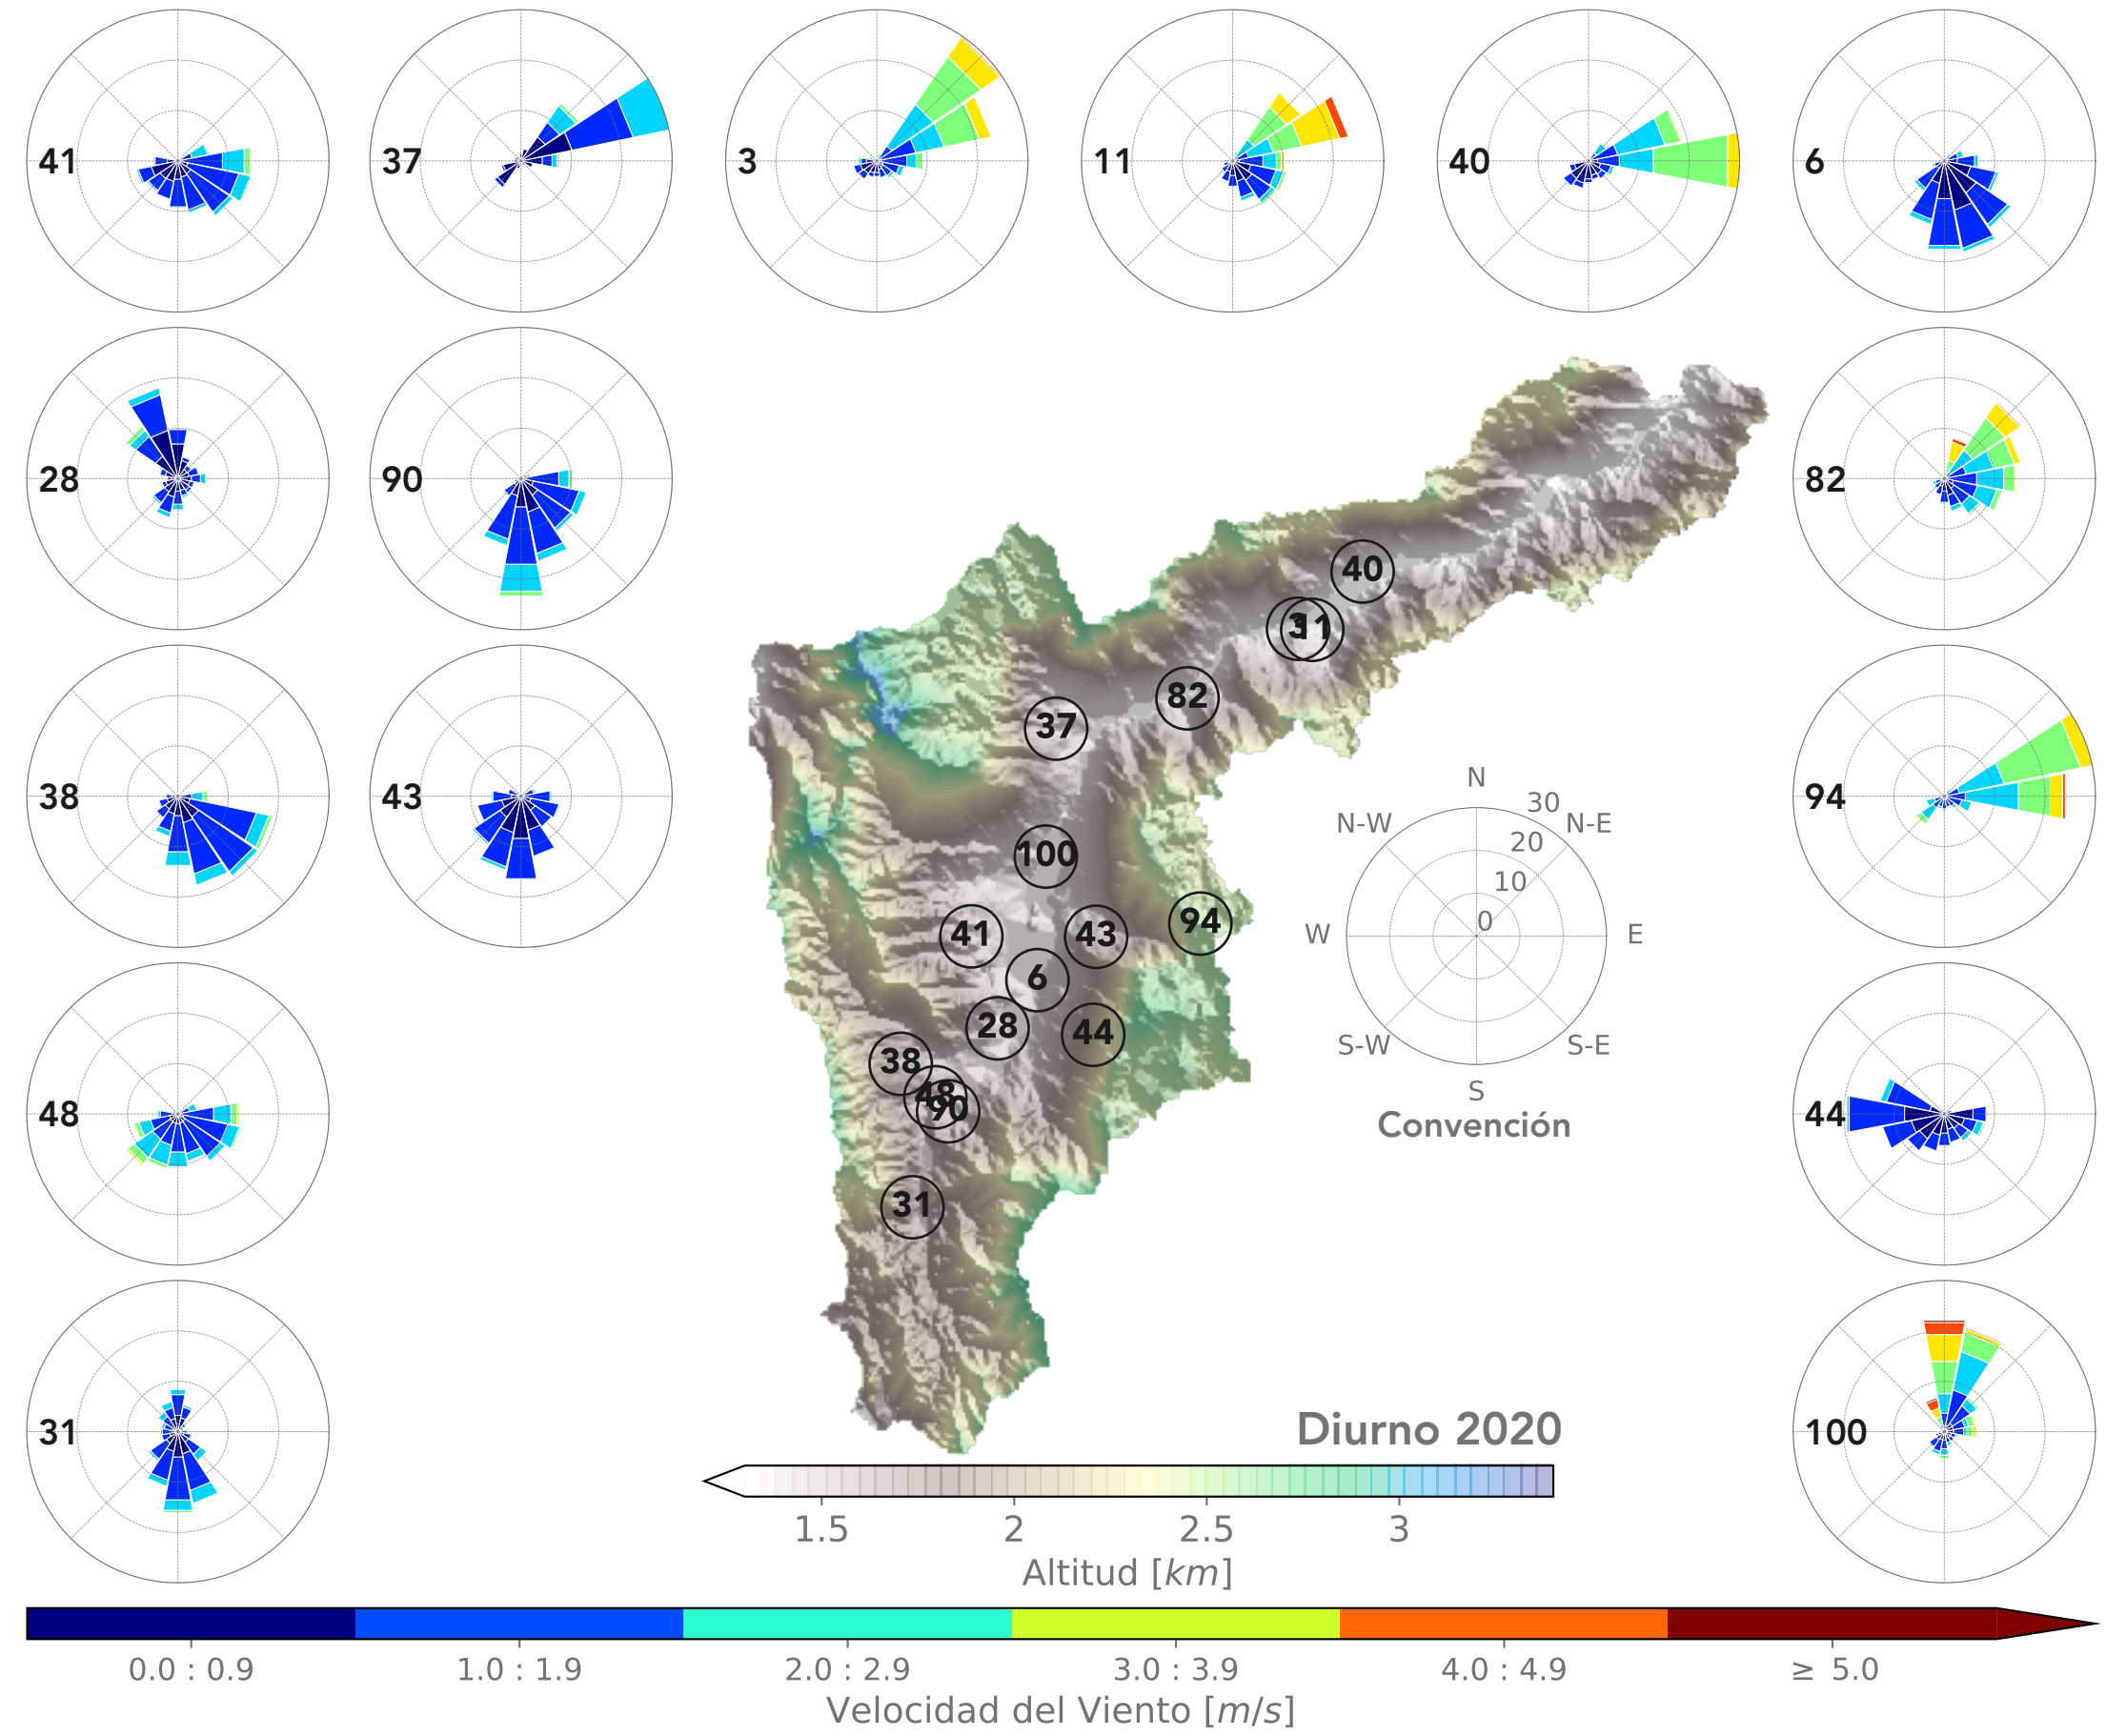 41
37
3
11
40
6
28
90
82
38
43
94
48
44
31
100
40
3
11
82
37
100
41
43
94
6
28
44
38
48
90
31
N
N-W
30
N-E
20
10
0
W
E
S-W
S-E
S
Convención
Diurno 2020
1.5 2 2.5 3
Altitud [km]
0.0 : 0.9 1.0 : 1.9 2.0 : 2.9 3.0 : 3.9 4.0 : 4.9 ≥ 5.0
Velocidad del Viento [m/s]